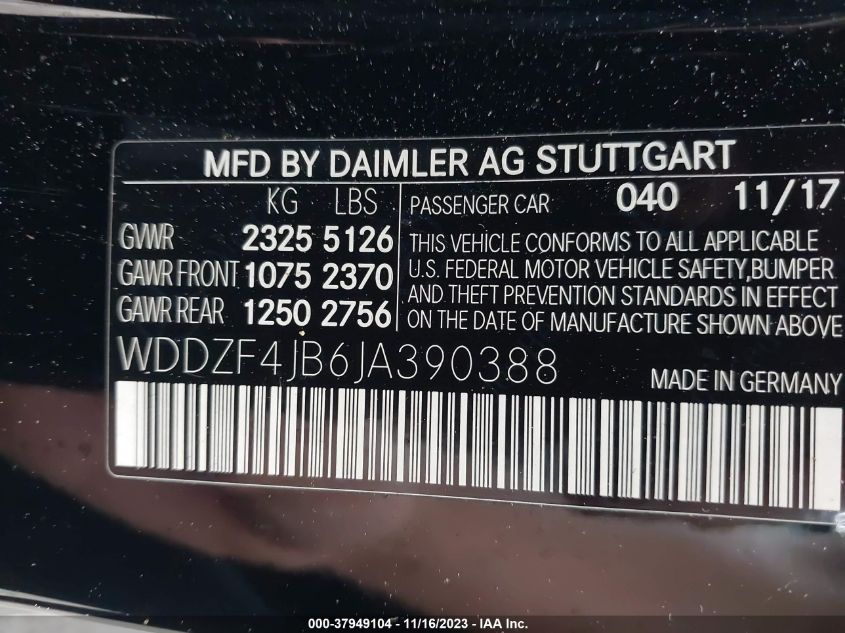 MFD BY DAIMLER AG STUTTGART
KG LBS
GVWR 2325 5126
GAWR FRONT 1075 2370
GAWR REAR 1250 2756
PASSENGER CAR 040 11/17
THIS VEHICLE CONFORMS TO ALL APPLICABLE
U.S. FEDERAL MOTOR VEHICLE SAFETY,BUMPER
AND THEFT PREVENTION STANDARDS IN EFFECT
ON THE DATE OF MANUFACTURE SHOWN ABOVE
WDDZF4JB6JA390388
MADE IN GERMANY
000-37949104 - 11/16/2023 - IAA Inc.